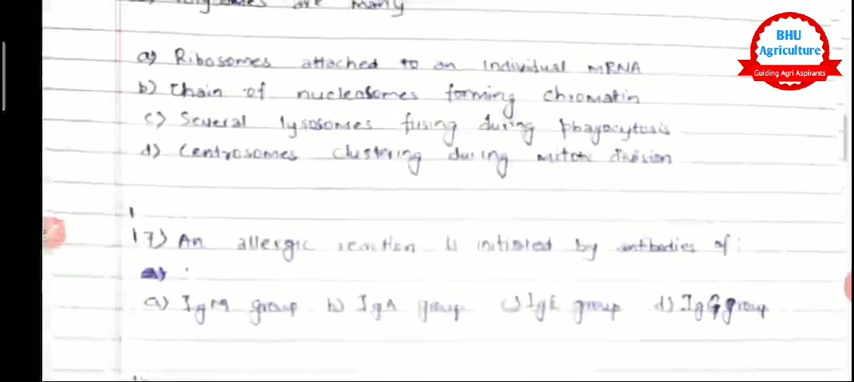 are many
a) Ribosomes attached to an individual mRNA
b) Chain of nucleosomes forming chromatin
c) Several lysosomes fusing during phagocytosis
d) Centrosomes clustering during mitotic division
17) An allergic reaction is initiated by antibodies of:
a) IgM group b) IgA group c) IgE group d) IgG group
BHU
Agriculture
Guiding Agri Aspirants